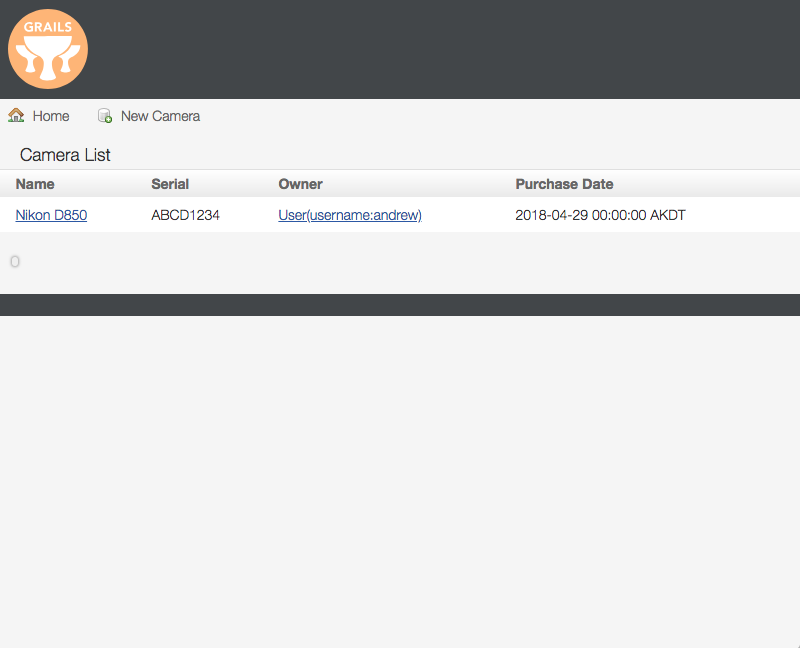 GRAILS
Home New Camera
Camera List
Name Serial Owner Purchase Date
Nikon D850 ABCD1234 User(username:andrew) 2018-04-29 00:00:00 AKDT